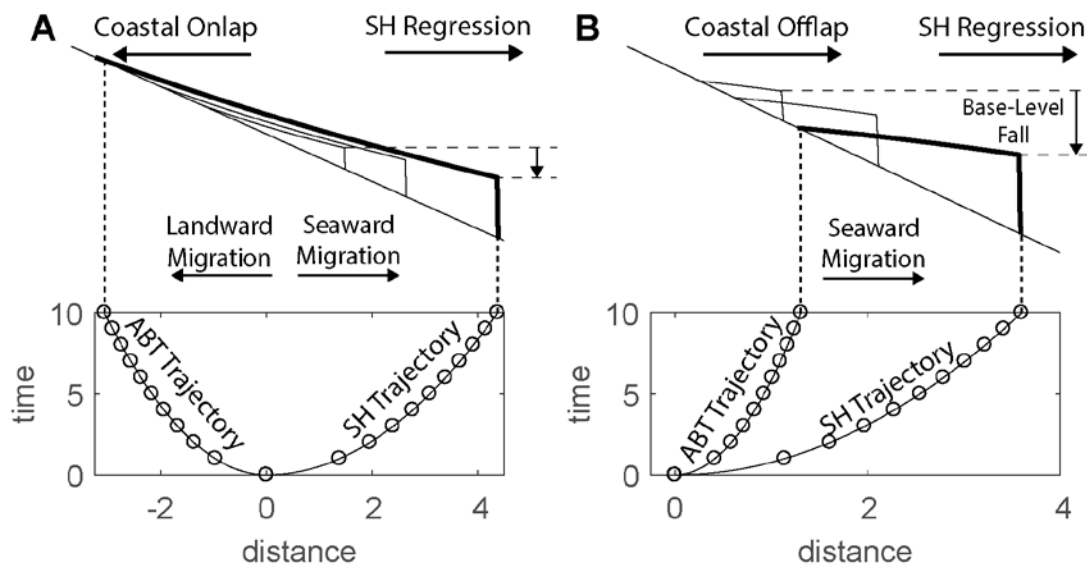 A
Coastal Onlap
SH Regression
Landward
Migration
Seaward
Migration
ABT Trajectory
SH Trajectory
10
5
0
time
-2
0
2
4
distance
B
Coastal Offlap
SH Regression
Base-Level
Fall
Seaward
Migration
ABT Trajectory
SH Trajectory
10
5
0
time
0
2
4
distance